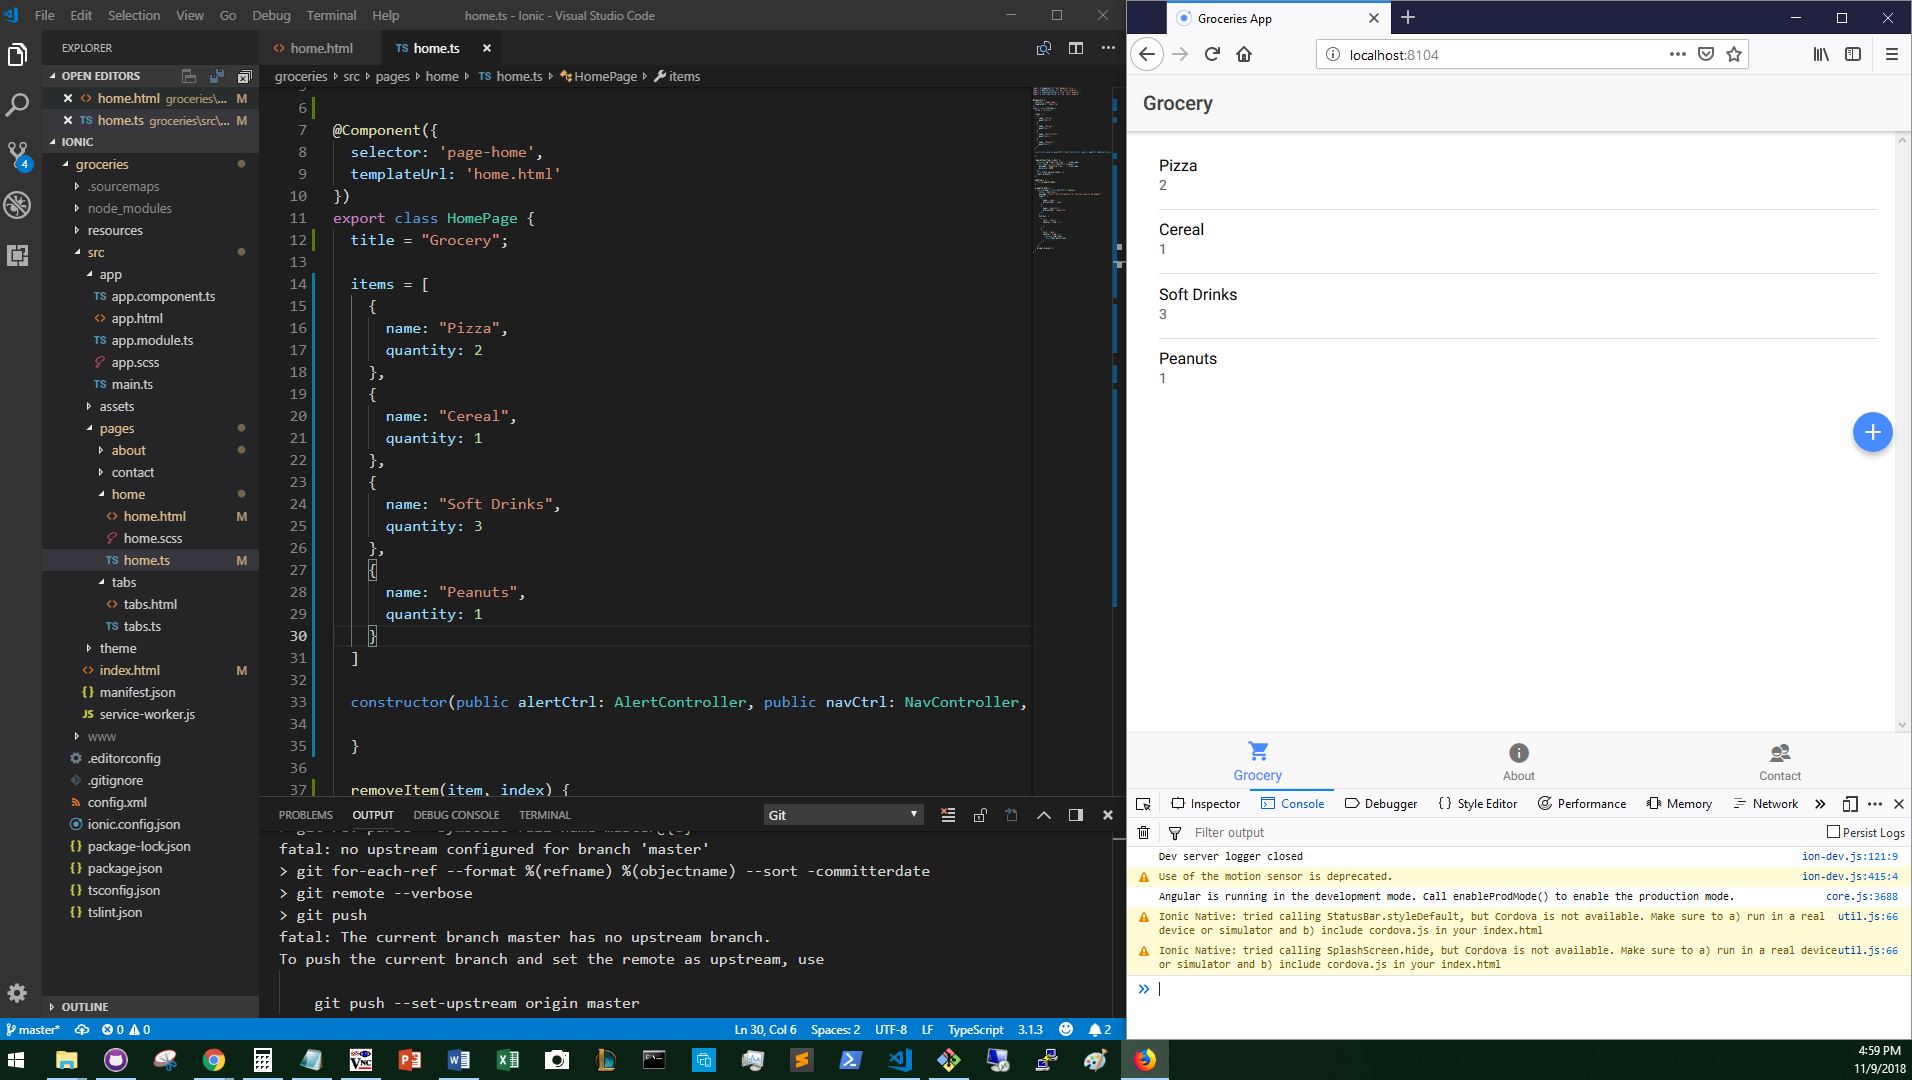 File Edit Selection View Go Debug Terminal Help
home.ts - Ionic - Visual Studio Code
EXPLORER
OPEN EDITORS
home.html groceries\... M
TS home.ts groceries\src\... M
IONIC
groceries
.sourcemaps
node_modules
resources
src
app
TS app.component.ts
<> app.html
TS app.module.ts
app.scss
TS main.ts
assets
pages
about
contact
home
<> home.html M
home.scss
TS home.ts M
tabs
<> tabs.html
TS tabs.ts
theme
<> index.html M
{} manifest.json
JS service-worker.js
www
.editorconfig
.gitignore
config.xml
ionic.config.json
{} package-lock.json
{} package.json
{} tsconfig.json
{} tslint.json
OUTLINE
4
<> home.html
TS home.ts
groceries › src › pages › home › TS home.ts › HomePage › items
6
7 @Component({
8 selector: 'page-home',
9 templateUrl: 'home.html'
10 })
11 export class HomePage {
12 title = "Grocery";
13
14 items = [
15 {
16 name: "Pizza",
17 quantity: 2
18 },
19 {
20 name: "Cereal",
21 quantity: 1
22 },
23 {
24 name: "Soft Drinks",
25 quantity: 3
26 },
27 {
28 name: "Peanuts",
29 quantity: 1
30 }
31 ]
32
33 constructor(public alertCtrl: AlertController, public navCtrl: NavController,
34
35 }
36
37 removeItem(item, index) {
PROBLEMS OUTPUT DEBUG CONSOLE TERMINAL
Git
fatal: no upstream configured for branch 'master'
> git for-each-ref --format %(refname) %(objectname) --sort -committerdate
> git remote --verbose
> git push
fatal: The current branch master has no upstream branch.
To push the current branch and set the remote as upstream, use
git push --set-upstream origin master
master* 0 0
Ln 30, Col 6 Spaces: 2 UTF-8 LF TypeScript 3.1.3 2
Groceries App
localhost:8104
Grocery
Pizza
2
Cereal
1
Soft Drinks
3
Peanuts
1
Grocery
About
Contact
Inspector Console Debugger {} Style Editor Performance Memory Network
Filter output
Persist Logs
Dev server logger closed ion-dev.js:121:9
Use of the motion sensor is deprecated. ion-dev.js:415:4
Angular is running in the development mode. Call enableProdMode() to enable the production mode. core.js:3688
Ionic Native: tried calling StatusBar.styleDefault, but Cordova is not available. Make sure to a) run in a real util.js:66
device or simulator and b) include cordova.js in your index.html
Ionic Native: tried calling SplashScreen.hide, but Cordova is not available. Make sure to a) run in a real device util.js:66
or simulator and b) include cordova.js in your index.html
4:59 PM
11/9/2018